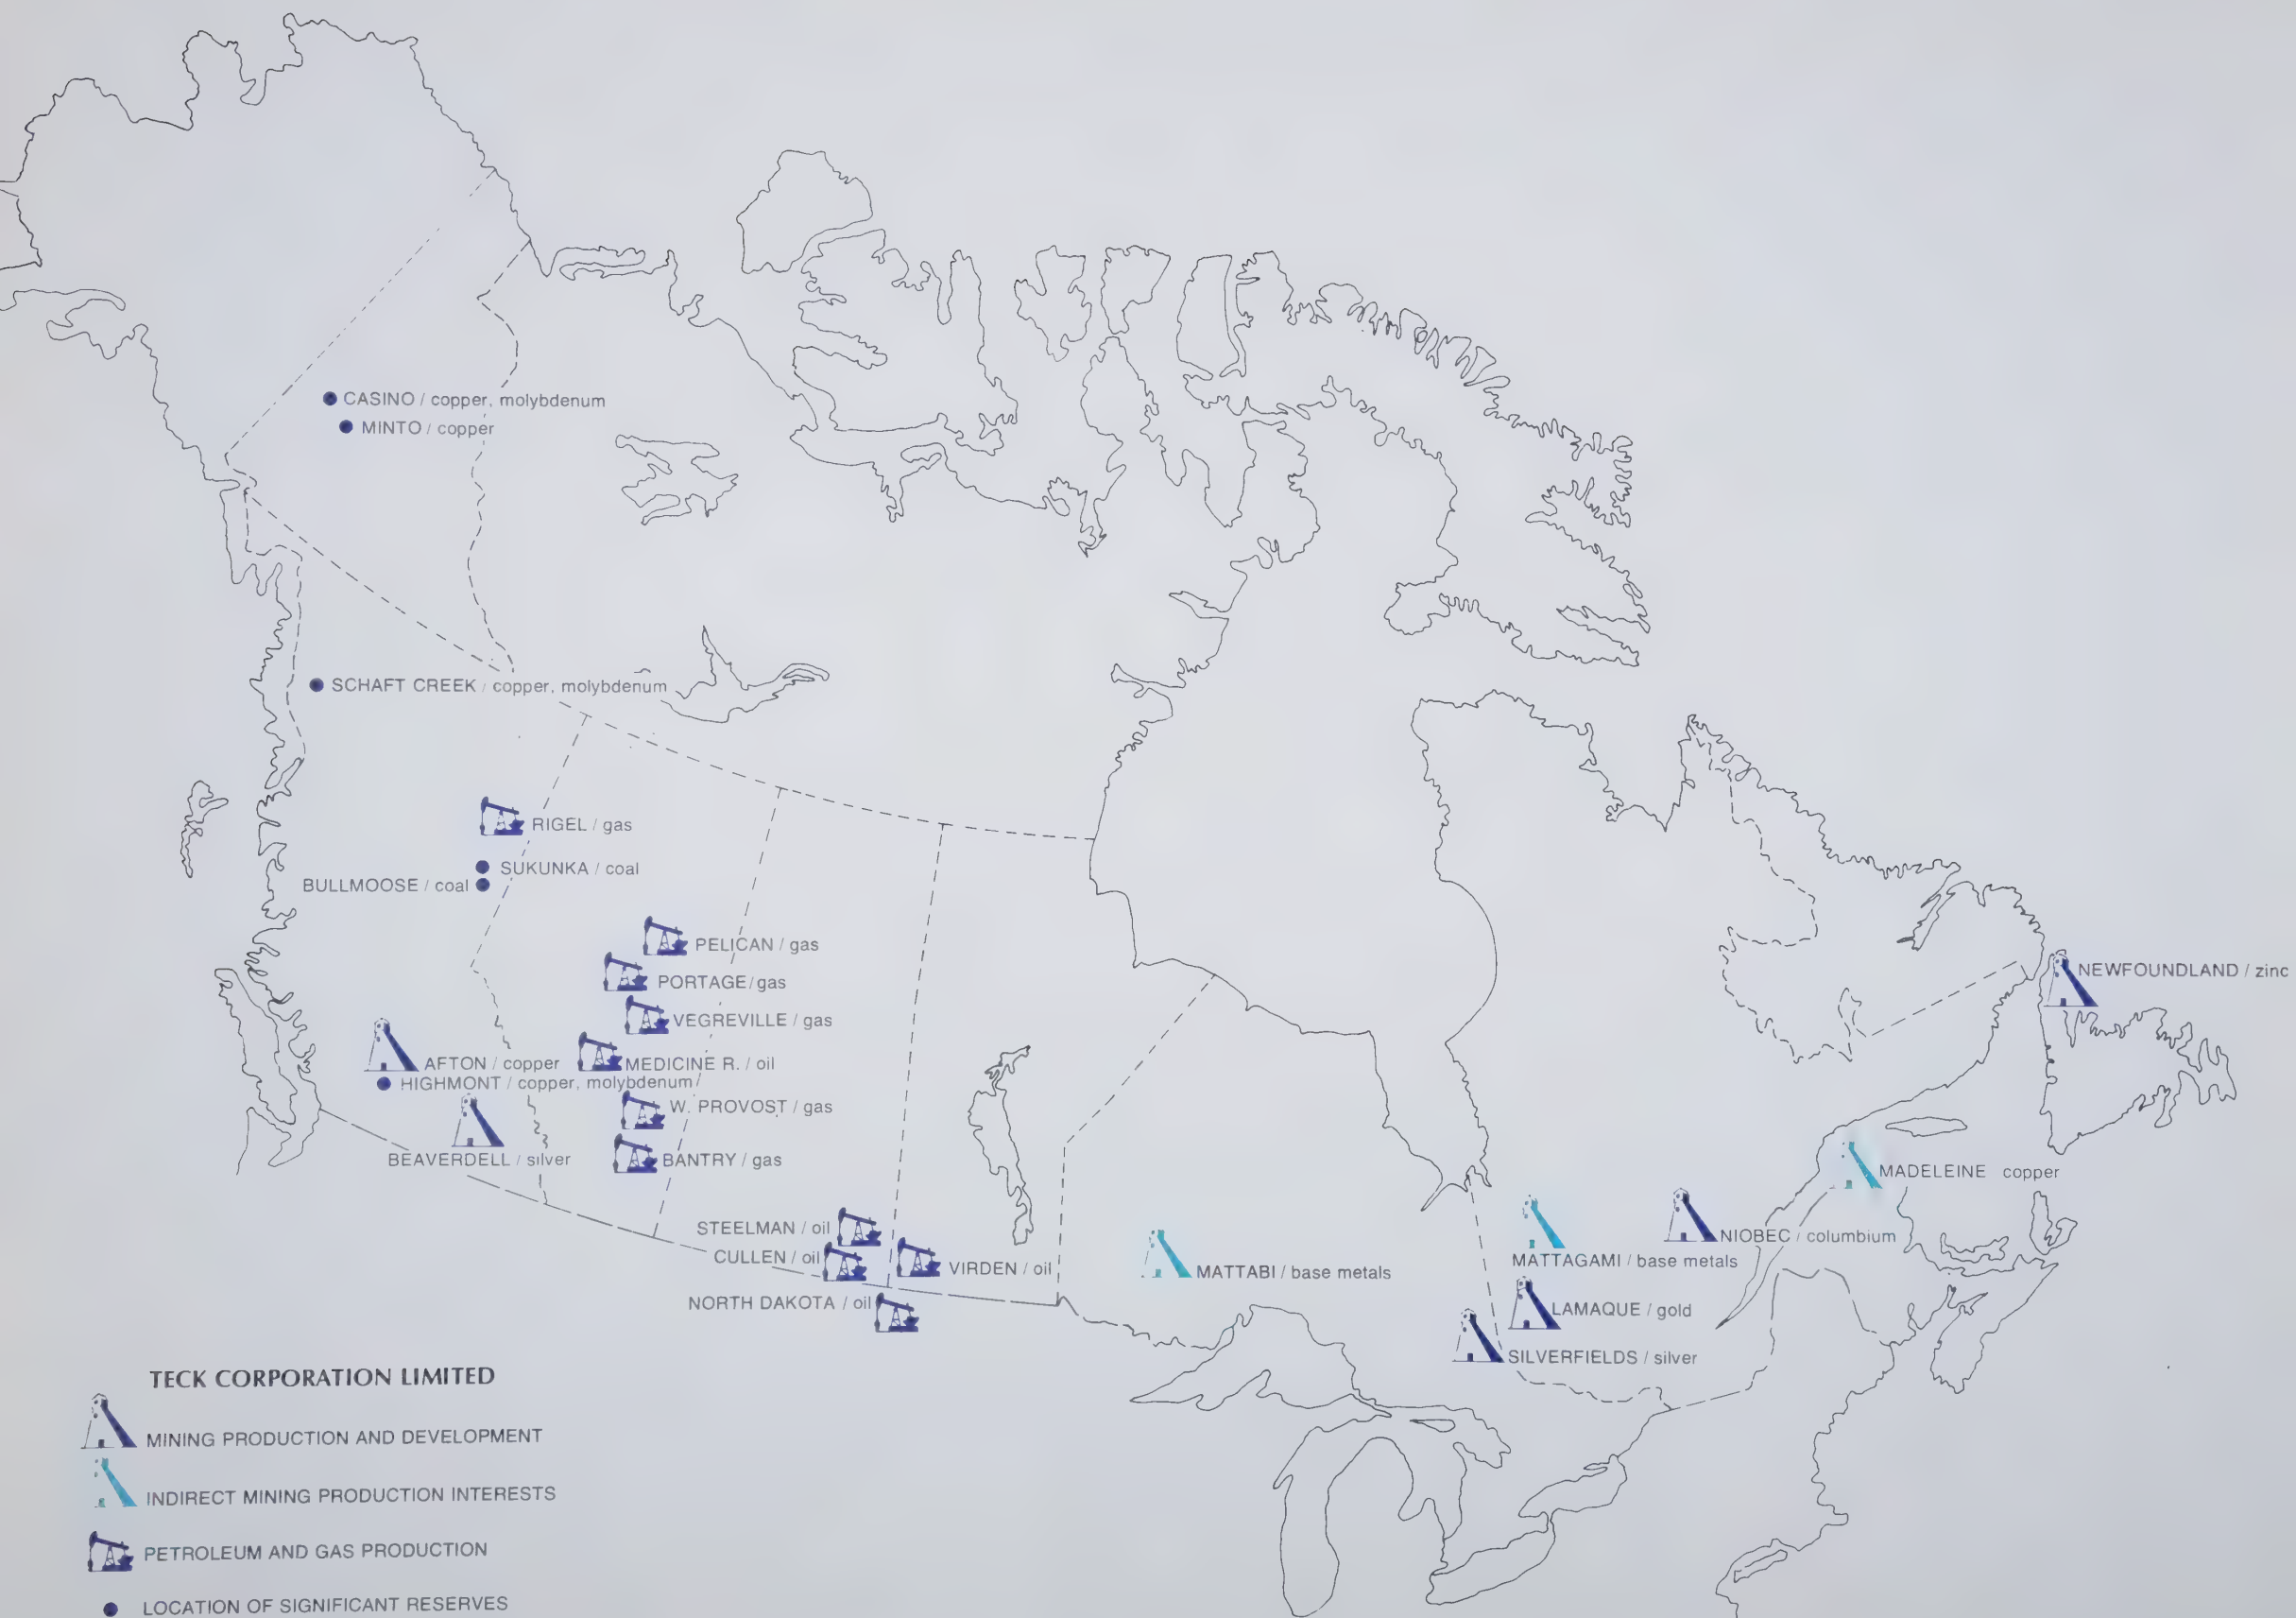 CASINO / copper, molybdenum
MINTO / copper
SCHAFT CREEK / copper, molybdenum
RIGEL / gas
SUKUNKA / coal
BULLMOOSE / coal
PELICAN / gas
NEWFOUNDLAND / zinc
PORTAGE / gas
VEGREVILLE / gas
AFTON / copper
MEDICINE R. / oil
HIGHMONT / copper, molybdenum
W. PROVOST / gas
BEAVERDELL / silver
BANTRY / gas
MADELEINE copper
STEELMAN / oil
NIOBEC / columbium
CULLEN / oil
VIRDEN / oil
MATTABI / base metals
MATTAGAMI / base metals
NORTH DAKOTA / oil
LAMAQUE / gold
SILVERFIELDS / silver
TECK CORPORATION LIMITED
MINING PRODUCTION AND DEVELOPMENT
INDIRECT MINING PRODUCTION INTERESTS
PETROLEUM AND GAS PRODUCTION
LOCATION OF SIGNIFICANT RESERVES